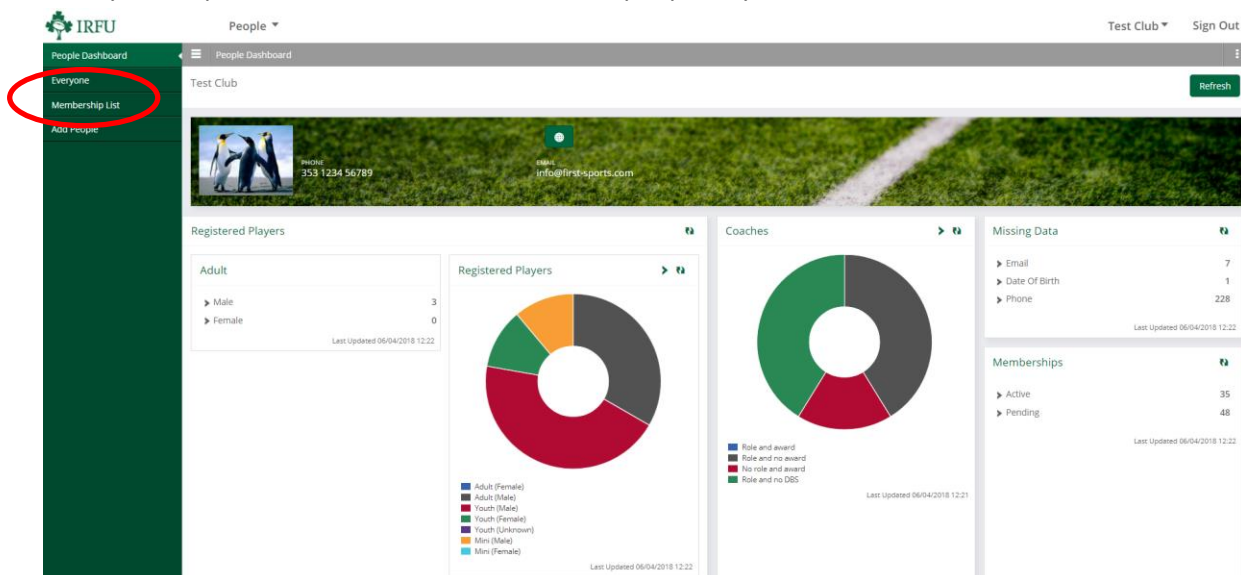 IRFU
People
Test Club
Sign Out
People Dashboard
Everyone
Membership List
Add People
People Dashboard
Test Club
Refresh
PHONE
353 1234 56789
EMAIL
info@first-sports.com
Registered Players
Adult
Male 3
Female 0
Last Updated 06/04/2018 12:22
Registered Players
Adult (Female)
Adult (Male)
Youth (Male)
Youth (Female)
Youth (Unknown)
Mini (Male)
Mini (Female)
Last Updated 06/04/2018 12:22
Coaches
Role and award
Role and no award
No role and award
Role and no DBS
Last Updated 06/04/2018 12:21
Missing Data
Email 7
Date Of Birth 1
Phone 228
Last Updated 06/04/2018 12:22
Memberships
Active 35
Pending 48
Last Updated 06/04/2018 12:22